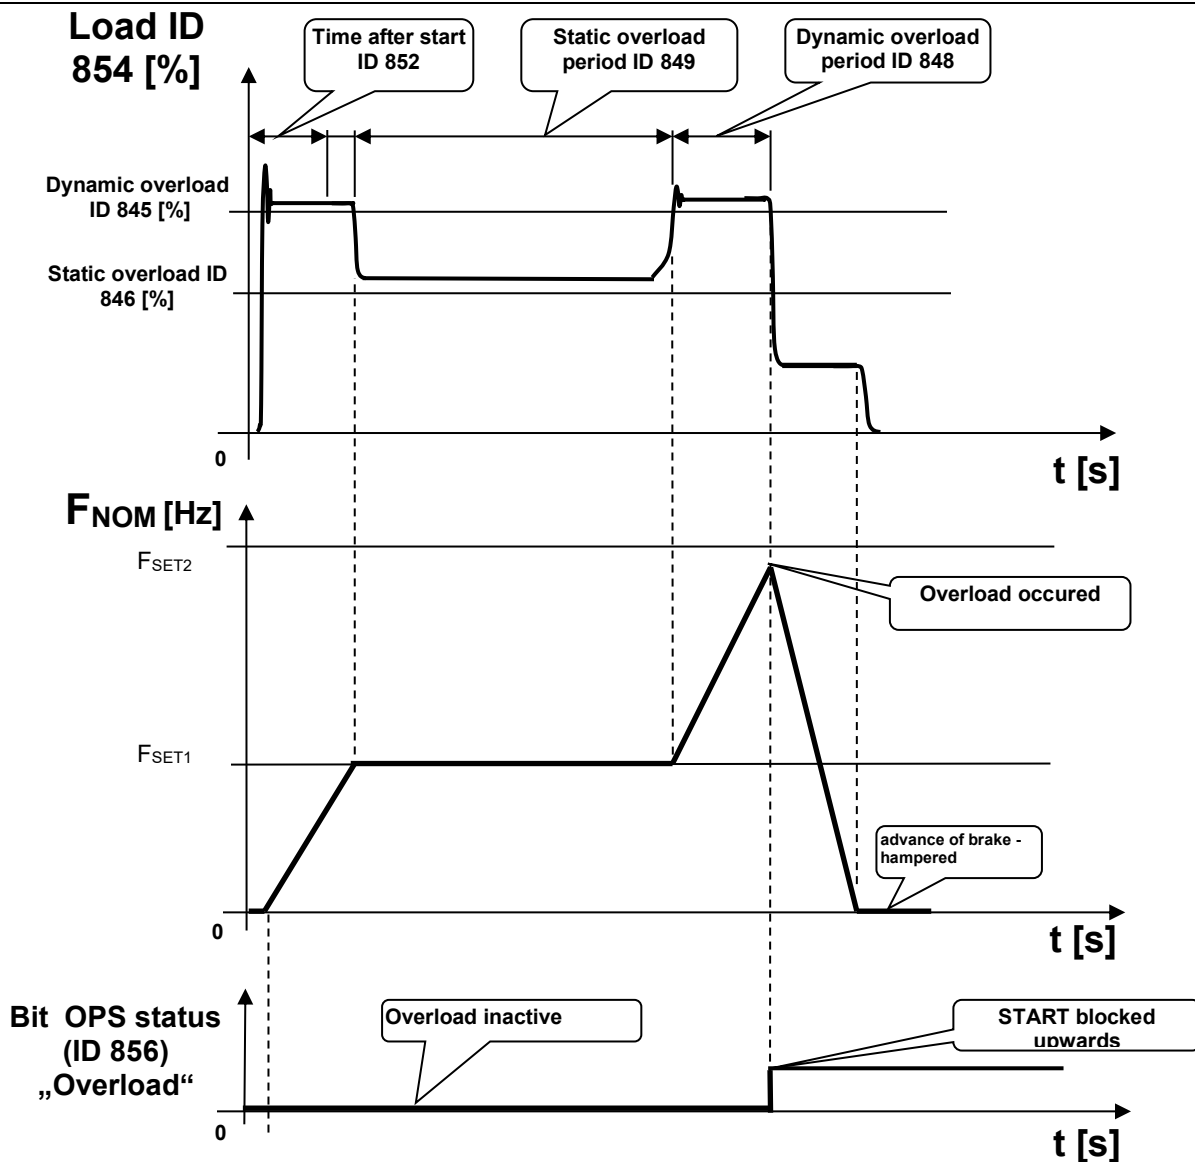 Load ID
854 [%]
Time after start
ID 852
Static overload
period ID 849
Dynamic overload
period ID 848
Dynamic overload
ID 845 [%]
Static overload ID
846 [%]
0
t [s]
FNOM [Hz]
FSET2
Overload occured
FSET1
advance of brake -
hampered
0
t [s]
Bit OPS status
(ID 856)
„Overload“
Overload inactive
START blocked
upwards
0
t [s]